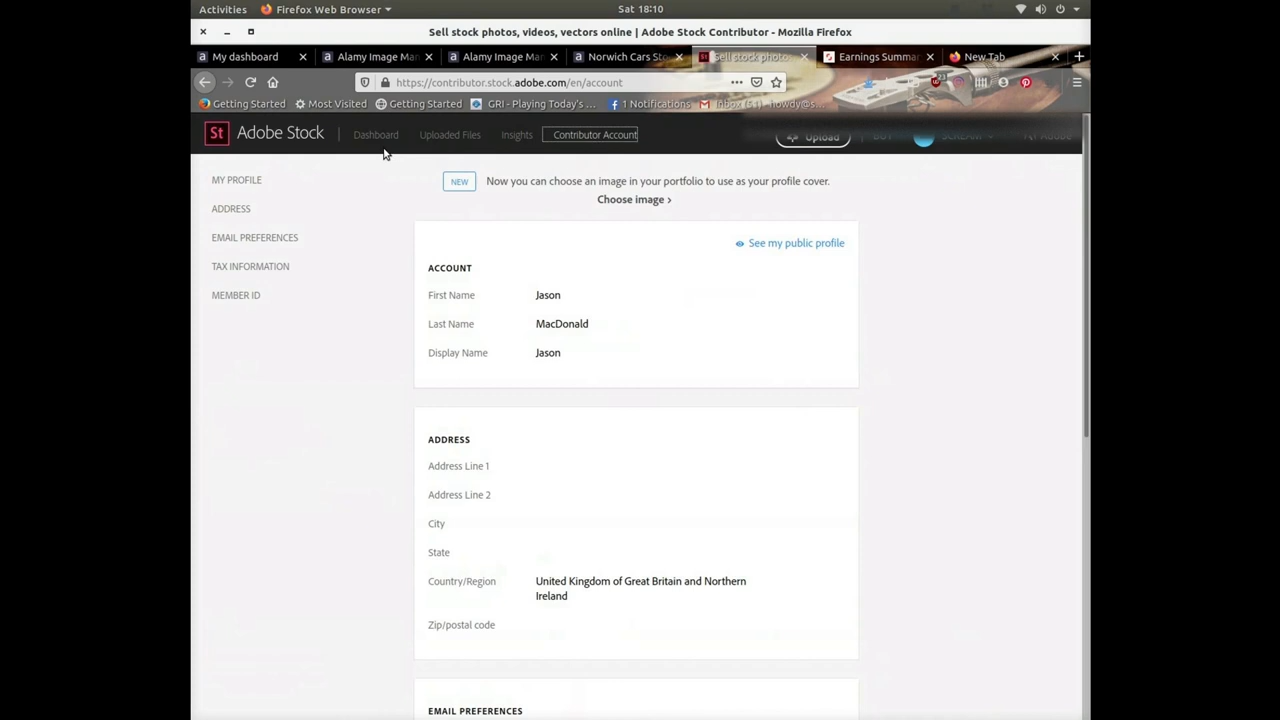 Activities Firefox Web Browser Sat 18:10
Sell stock photos, videos, vectors online | Adobe Stock Contributor - Mozilla Firefox
My dashboard Alamy Image Man Alamy Image Man Norwich Cars Sto Sell stock photo Earnings Summar New Tab
https://contributor.stock.adobe.com/en/account
Getting Started Most Visited Getting Started GRI - Playing Today's ... 1 Notifications
St Adobe Stock Dashboard Uploaded Files Insights Contributor Account Upload
MY PROFILE
ADDRESS
EMAIL PREFERENCES
TAX INFORMATION
MEMBER ID
NEW Now you can choose an image in your portfolio to use as your profile cover.
Choose image >
See my public profile
ACCOUNT
First Name Jason
Last Name MacDonald
Display Name Jason
ADDRESS
Address Line 1
Address Line 2
City
State
Country/Region United Kingdom of Great Britain and Northern
Ireland
Zip/postal code
EMAIL PREFERENCES